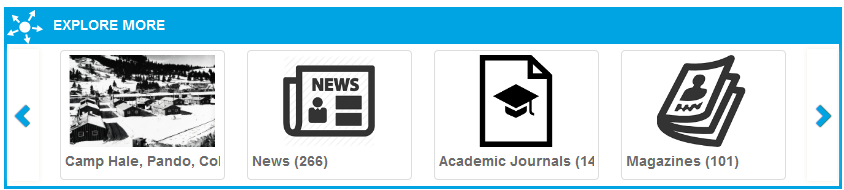 EXPLORE MORE
NEWS
Camp Hale, Pando, Col
News (266)
Academic Journals (14
Magazines (101)